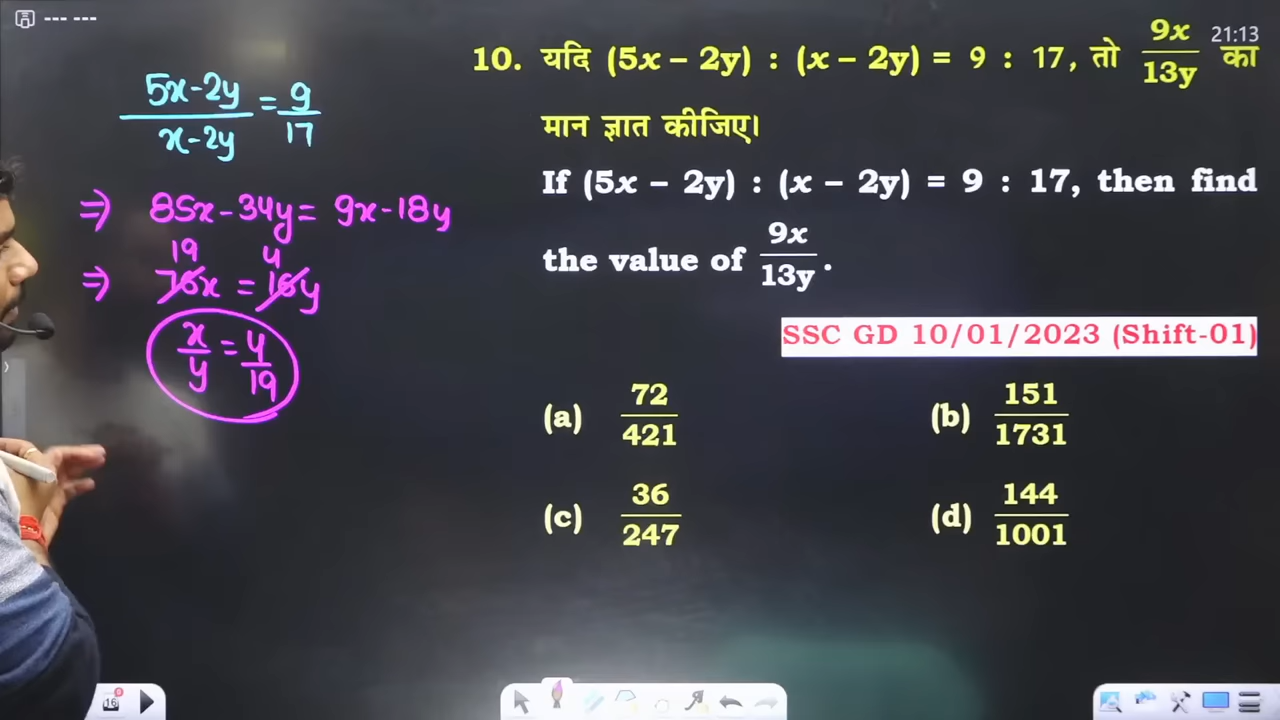 --- ---
21:13
10. यदि (5x – 2y) : (x – 2y) = 9 : 17, तो 9x/13y का
मान ज्ञात कीजिए।
If (5x – 2y) : (x – 2y) = 9 : 17, then find
the value of 9x/13y.
SSC GD 10/01/2023 (Shift-01)
(a) 72/421
(b) 151/1731
(c) 36/247
(d) 144/1001
5x-2y/x-2y = 9/17
⇒ 85x-34y = 9x-18y
19 4
⇒ 76x = 16y
x/y = 4/19
16